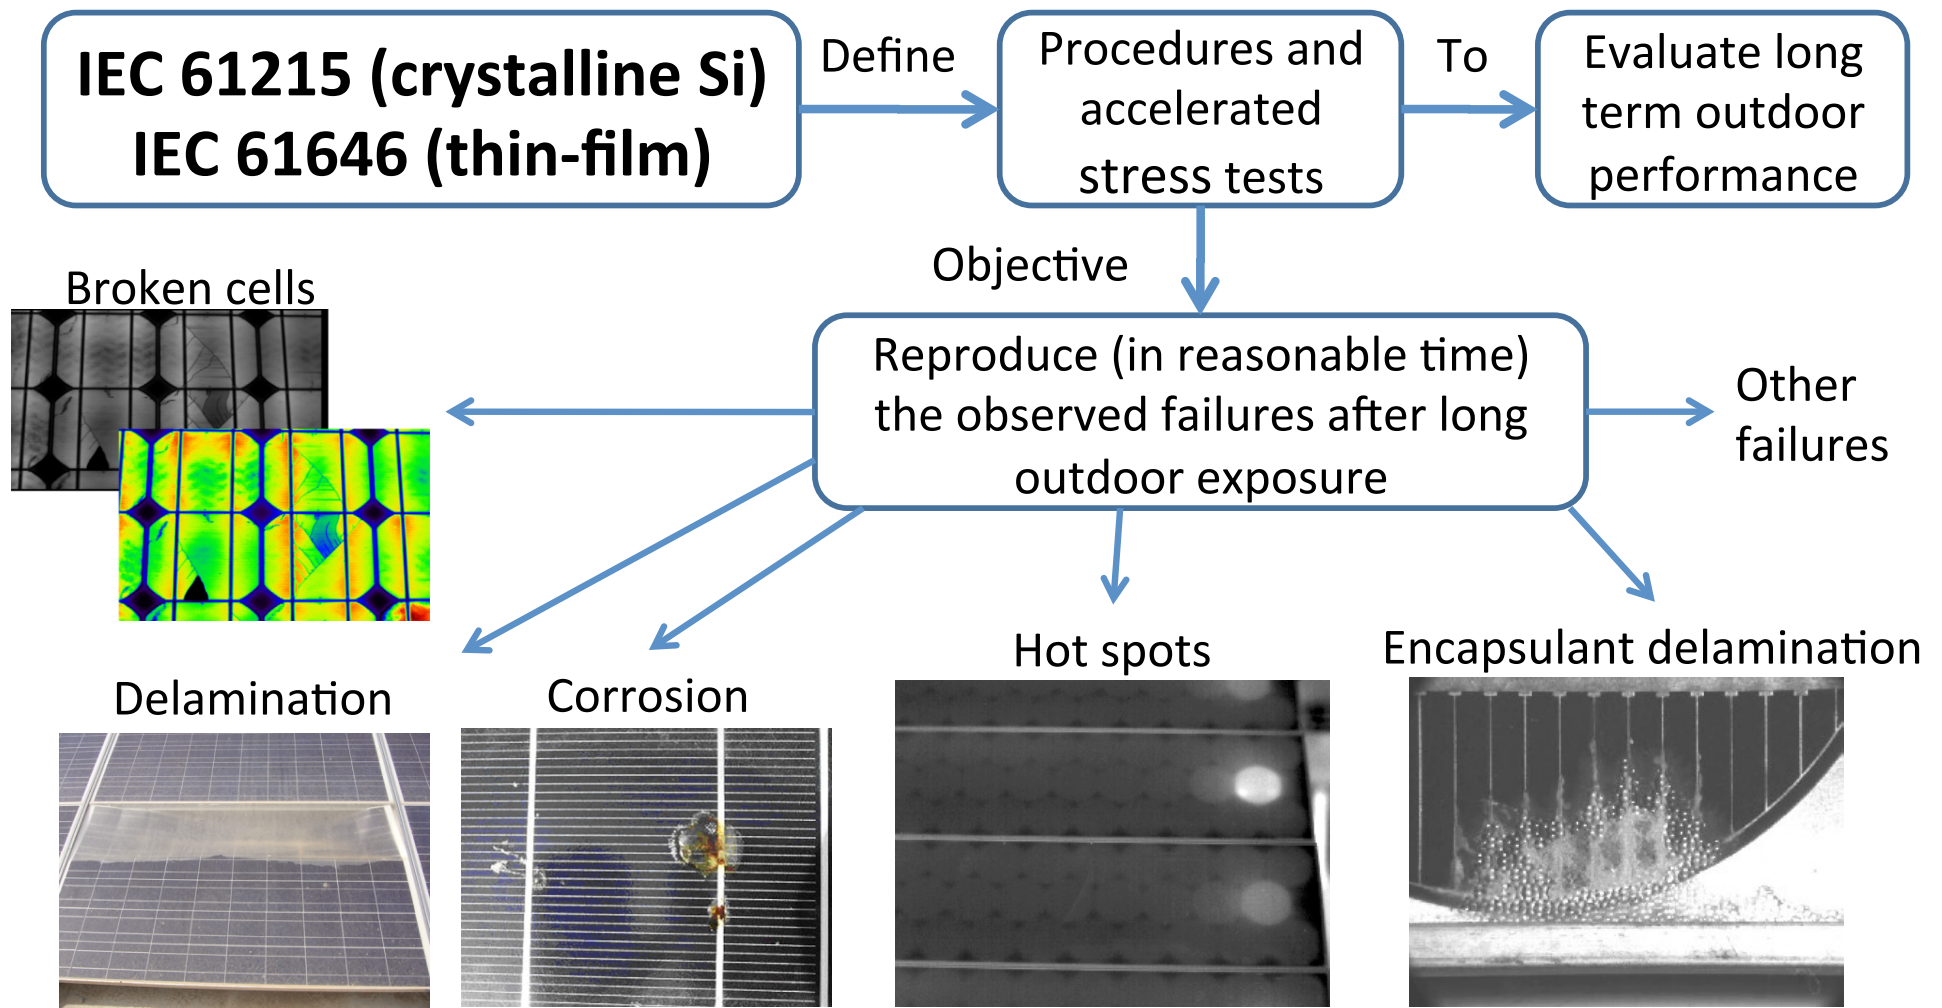 IEC 61215 (crystalline Si)
IEC 61646 (thin-film)
Define
Procedures and
accelerated
stress tests
To
Evaluate long
term outdoor
performance
Objective
Reproduce (in reasonable time)
the observed failures after long
outdoor exposure
Broken cells
Other
failures
Delamination
Corrosion
Hot spots
Encapsulant delamination